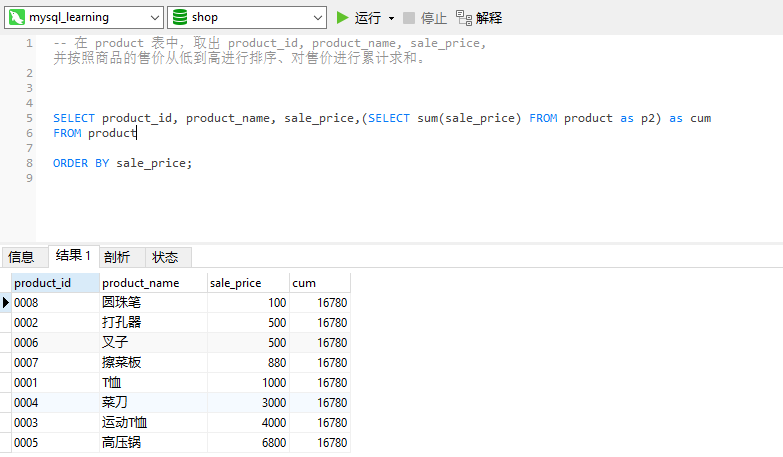 mysql_learning shop 运行 停止 解释
1 -- 在 product 表中, 取出 product_id, product_name, sale_price,
并按照商品的售价从低到高进行排序、对售价进行累计求和。
2
3
4
5 SELECT product_id, product_name, sale_price,(SELECT sum(sale_price) FROM product as p2) as cum
6 FROM product
7
8 ORDER BY sale_price;
9
信息 结果 1 剖析 状态
product_id product_name sale_price cum
0008 圆珠笔 100 16780
0002 打孔器 500 16780
0006 叉子 500 16780
0007 擦菜板 880 16780
0001 T恤 1000 16780
0004 菜刀 3000 16780
0003 运动T恤 4000 16780
0005 高压锅 6800 16780